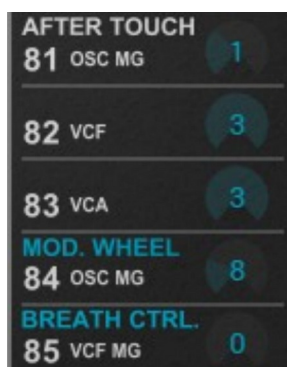 AFTER TOUCH
81 OSC MG 1
82 VCF 3
83 VCA 3
MOD. WHEEL
84 OSC MG 8
BREATH CTRL.
85 VCF MG 0